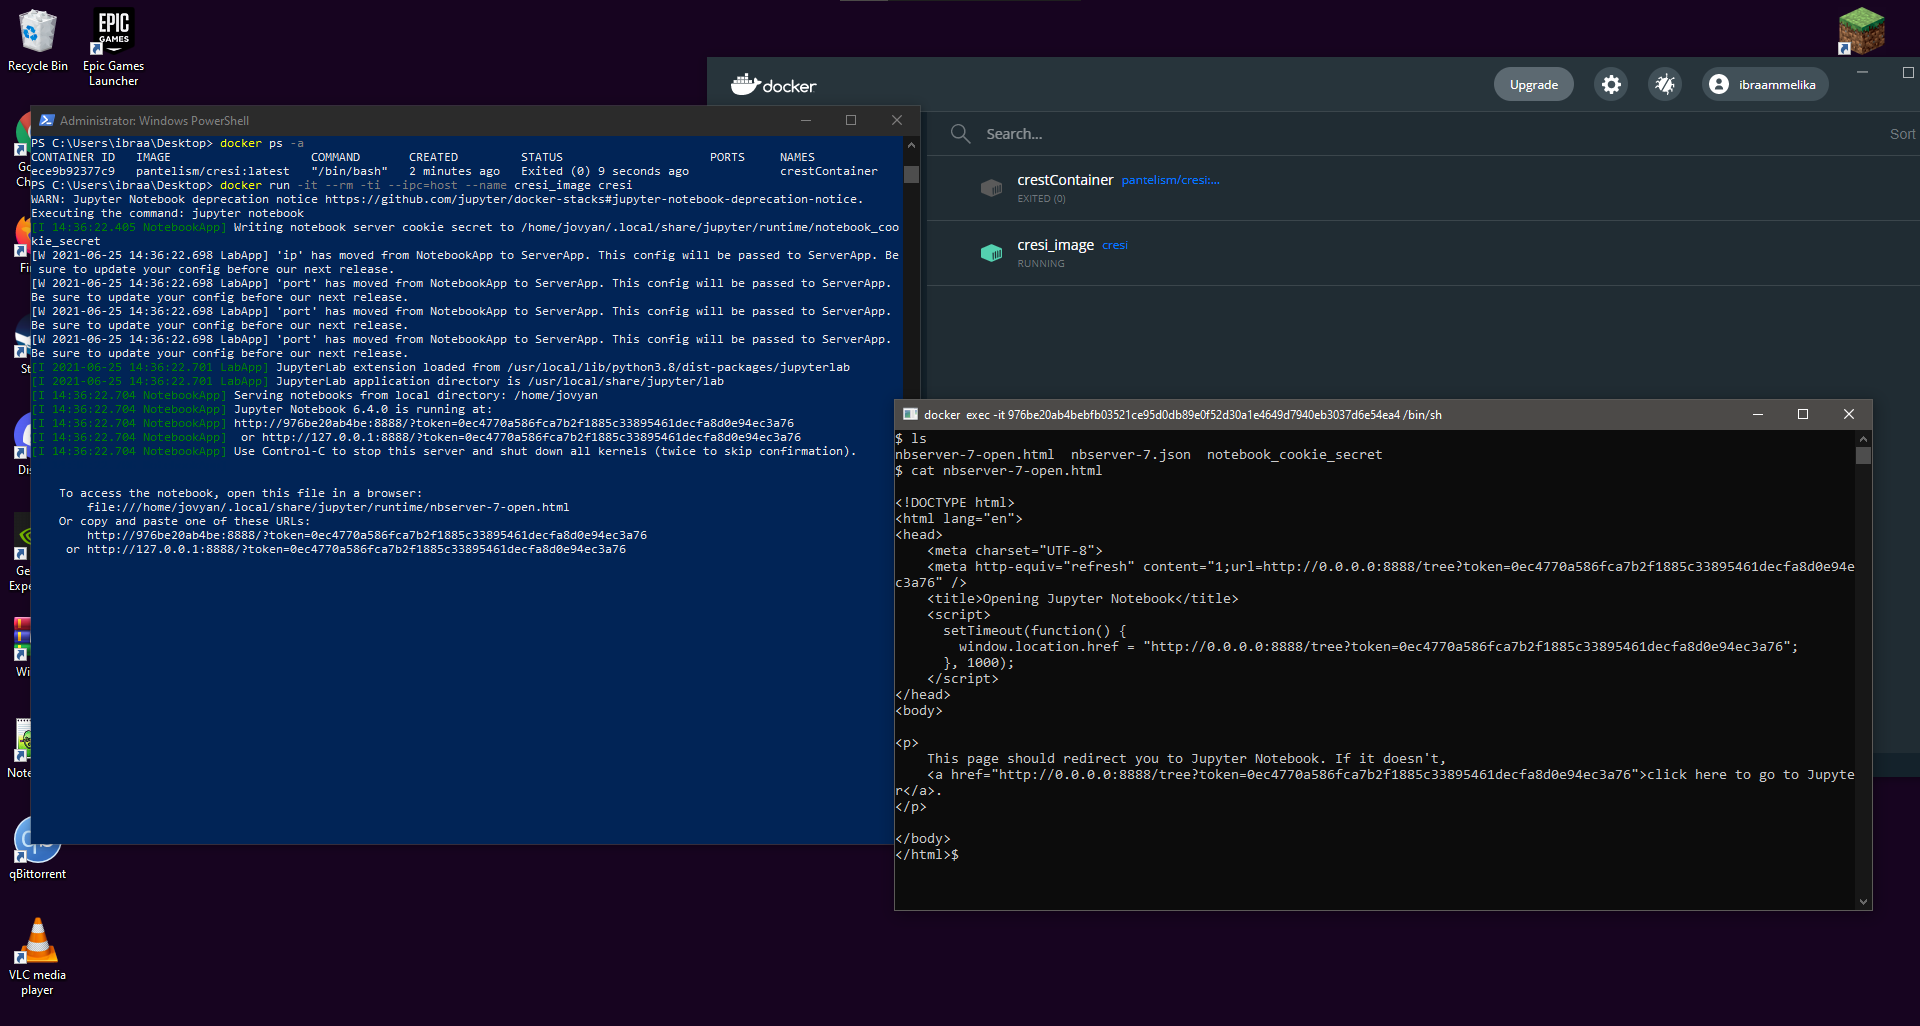 Recycle Bin
EPIC
GAMES
Epic Games
Launcher
docker
Upgrade
ibraammelika
Search...
Sort
crestContainer pantelism/cresi:...
EXITED (0)
cresi_image cresi
RUNNING
Administrator: Windows PowerShell
PS C:\Users\ibraa\Desktop> docker ps -a
CONTAINER ID   IMAGE                    COMMAND       CREATED         STATUS                     PORTS     NAMES
ece9b92377c9   pantelism/cresi:latest   "/bin/bash"   2 minutes ago   Exited (0) 9 seconds ago             crestContainer
PS C:\Users\ibraa\Desktop> docker run -it --rm -ti --ipc=host --name cresi_image cresi
WARN: Jupyter Notebook deprecation notice https://github.com/jupyter/docker-stacks#jupyter-notebook-deprecation-notice.
Executing the command: jupyter notebook
[I 14:36:22.405 NotebookApp] Writing notebook server cookie secret to /home/jovyan/.local/share/jupyter/runtime/notebook_coo
kie_secret
[W 2021-06-25 14:36:22.698 LabApp] 'ip' has moved from NotebookApp to ServerApp. This config will be passed to ServerApp. Be
 sure to update your config before our next release.
[W 2021-06-25 14:36:22.698 LabApp] 'port' has moved from NotebookApp to ServerApp. This config will be passed to ServerApp.
Be sure to update your config before our next release.
[W 2021-06-25 14:36:22.698 LabApp] 'port' has moved from NotebookApp to ServerApp. This config will be passed to ServerApp.
Be sure to update your config before our next release.
[W 2021-06-25 14:36:22.698 LabApp] 'port' has moved from NotebookApp to ServerApp. This config will be passed to ServerApp.
Be sure to update your config before our next release.
[I 2021-06-25 14:36:22.701 LabApp] JupyterLab extension loaded from /usr/local/lib/python3.8/dist-packages/jupyterlab
[I 2021-06-25 14:36:22.701 LabApp] JupyterLab application directory is /usr/local/share/jupyter/lab
[I 14:36:22.704 NotebookApp] Serving notebooks from local directory: /home/jovyan
[I 14:36:22.704 NotebookApp] Jupyter Notebook 6.4.0 is running at:
[I 14:36:22.704 NotebookApp] http://976be20ab4be:8888/?token=0ec4770a586fca7b2f1885c33895461decfa8d0e94ec3a76
[I 14:36:22.704 NotebookApp]  or http://127.0.0.1:8888/?token=0ec4770a586fca7b2f1885c33895461decfa8d0e94ec3a76
[I 14:36:22.704 NotebookApp] Use Control-C to stop this server and shut down all kernels (twice to skip confirmation).
To access the notebook, open this file in a browser:
file:///home/jovyan/.local/share/jupyter/runtime/nbserver-7-open.html
Or copy and paste one of these URLs:
http://976be20ab4be:8888/?token=0ec4770a586fca7b2f1885c33895461decfa8d0e94ec3a76
or http://127.0.0.1:8888/?token=0ec4770a586fca7b2f1885c33895461decfa8d0e94ec3a76
docker exec -it 976be20ab4bebfb03521ce95d0db89e0f52d30a1e4649d7940eb3037d6e54ea4 /bin/sh
$ ls
nbserver-7-open.html  nbserver-7.json  notebook_cookie_secret
$ cat nbserver-7-open.html
<!DOCTYPE html>
<html lang="en">
<head>
    <meta charset="UTF-8">
    <meta http-equiv="refresh" content="1;url=http://0.0.0.0:8888/tree?token=0ec4770a586fca7b2f1885c33895461decfa8d0e94e
c3a76" />
    <title>Opening Jupyter Notebook</title>
    <script>
      setTimeout(function() {
        window.location.href = "http://0.0.0.0:8888/tree?token=0ec4770a586fca7b2f1885c33895461decfa8d0e94ec3a76";
      }, 1000);
    </script>
</head>
<body>
<p>
    This page should redirect you to Jupyter Notebook. If it doesn't,
    <a href="http://0.0.0.0:8888/tree?token=0ec4770a586fca7b2f1885c33895461decfa8d0e94ec3a76">click here to go to Jupyte
r</a>.
</p>
</body>
</html>$
qBittorrent
VLC media
player